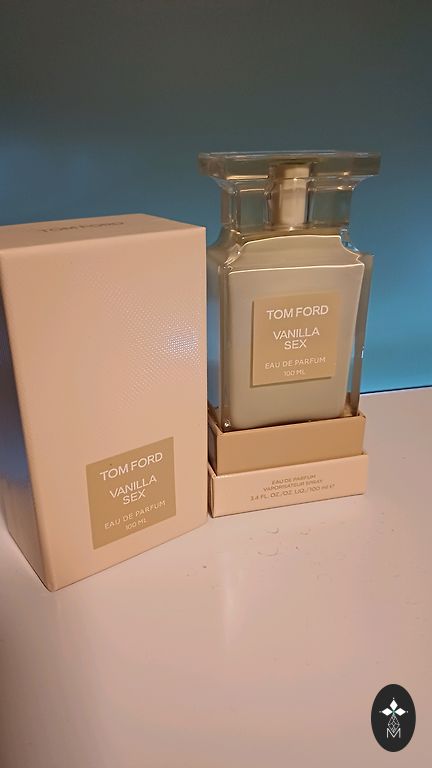 TOM FORD
TOM FORD
VANILLA
SEX
EAU DE PARFUM
100 ML
TOM FORD
VANILLA
SEX
EAU DE PARFUM
100 ML
EAU DE PARFUM
VAPORISATEUR SPRAY
3.4 FL. OZ./OZ. LIQ./100 ml ℮
M